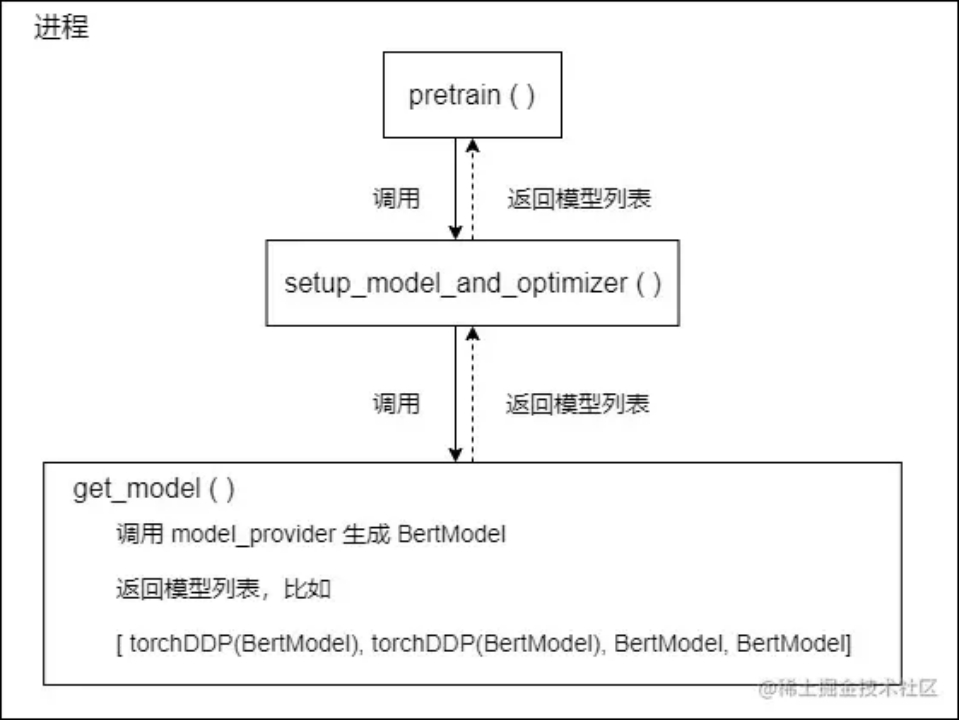 进程
pretrain ( )
调用
返回模型列表
setup_model_and_optimizer ( )
调用
返回模型列表
get_model ( )
调用 model_provider 生成 BertModel
返回模型列表，比如
[ torchDDP(BertModel), torchDDP(BertModel), BertModel, BertModel]
@稀土掘金技术社区